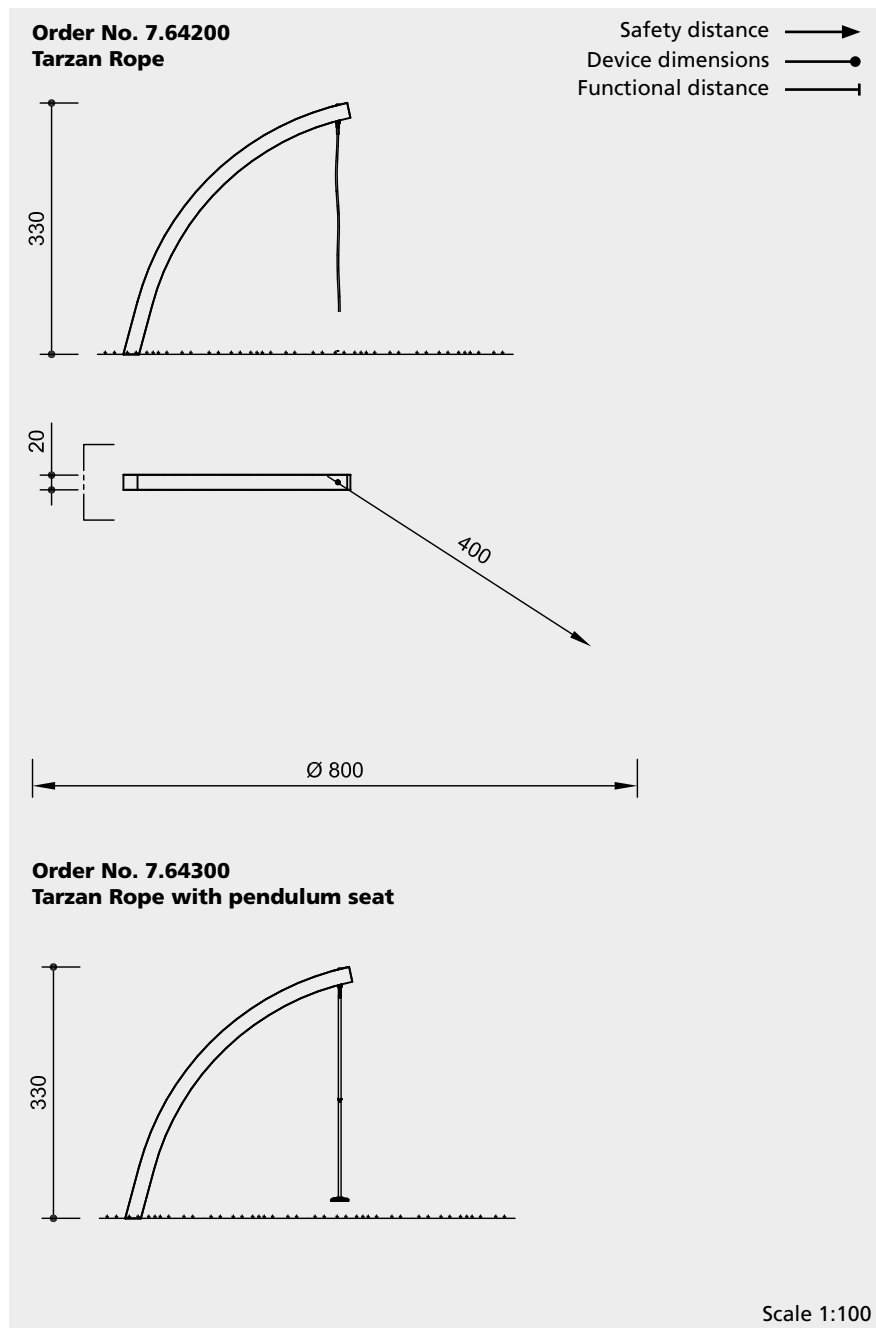 Order No. 7.64200
Tarzan Rope
Safety distance
Device dimensions
Functional distance
330
20
400
Ø 800
Order No. 7.64300
Tarzan Rope with pendulum seat
330
Scale 1:100